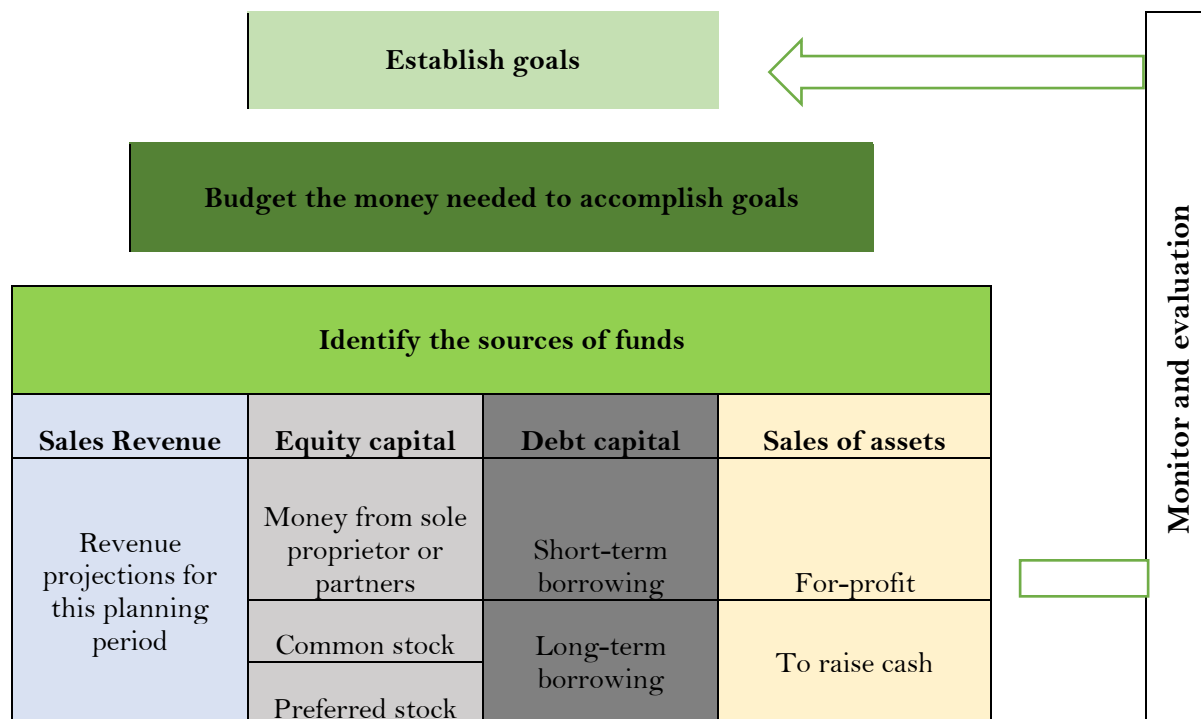 Establish goals
Budget the money needed to accomplish goals
Identify the sources of funds
Sales Revenue
Equity capital
Debt capital
Sales of assets
Revenue
projections for
this planning
period
Money from sole
proprietor or
partners
Common stock
Preferred stock
Short-term
borrowing
Long-term
borrowing
For-profit
To raise cash
Monitor and evaluation